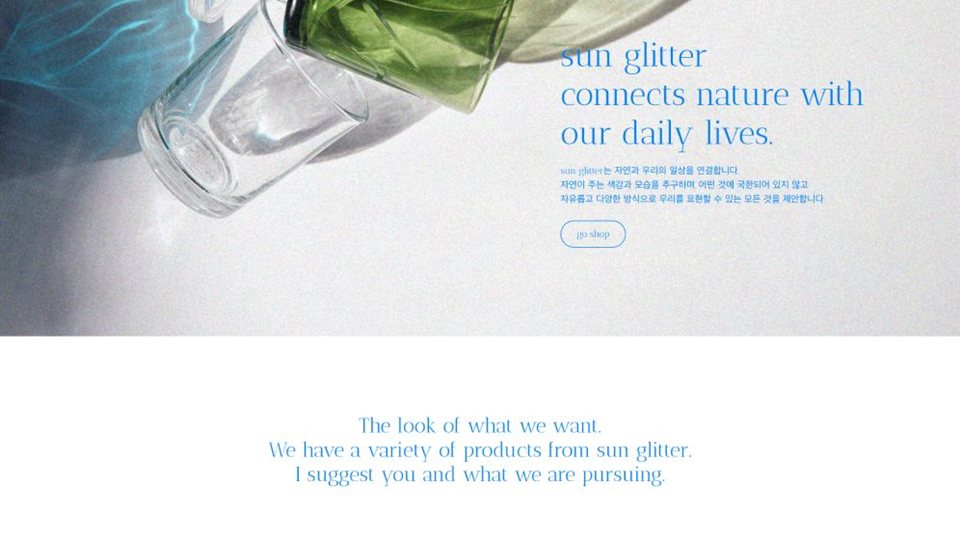 sun glitter
connects nature with
our daily lives.
sun glitter는 자연과 우리의 일상을 연결합니다.
자연이 주는 색감과 모습을 추구하며, 어떤 것에 국한되어 있지 않고
자유롭고 다양한 방식으로 우리를 표현할 수 있는 모든 것을 제안합니다.
go shop
The look of what we want.
We have a variety of products from sun glitter.
I suggest you and what we are pursuing.